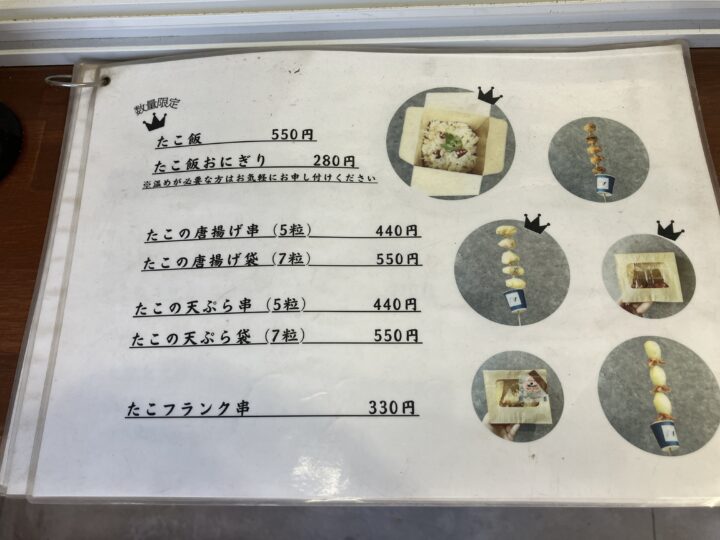 数量限定
たこ飯 550円
たこ飯おにぎり 280円
※温めが必要な方はお気軽にお申し付けください
たこの唐揚げ串（5粒） 440円
たこの唐揚げ袋（7粒） 550円
たこの天ぷら串（5粒） 440円
たこの天ぷら袋（7粒） 550円
たこフランク串 330円